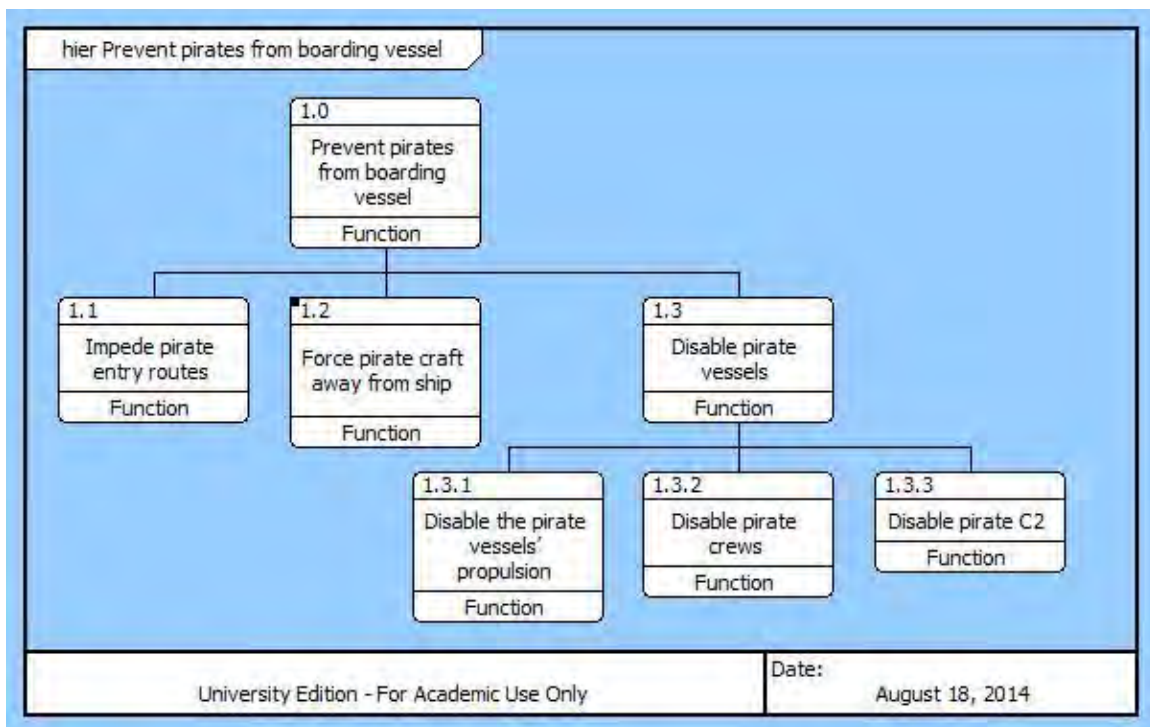 hier Prevent pirates from boarding vessel
1.0
Prevent pirates
from boarding
vessel
Function
1.1
Impede pirate
entry routes
Function
1.2
Force pirate craft
away from ship
Function
1.3
Disable pirate
vessels
Function
1.3.1
Disable the pirate
vessels’
propulsion
Function
1.3.2
Disable pirate
crews
Function
1.3.3
Disable pirate C2
Function
University Edition - For Academic Use Only
Date:
August 18, 2014